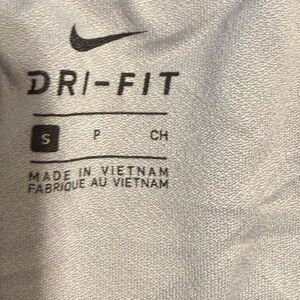 DRI-FIT
S P CH
MADE IN VIETNAM
FABRIQUE AU VIETNAM